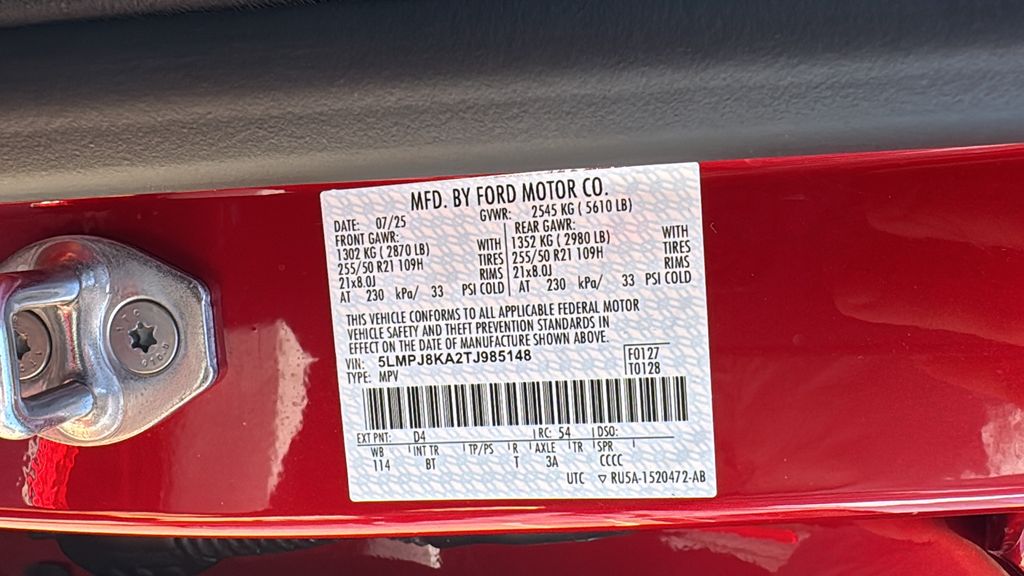 MFD. BY FORD MOTOR CO.
DATE: 07/25 GVWR: 2545 KG ( 5610 LB)
FRONT GAWR: REAR GAWR:
1302 KG ( 2870 LB) WITH 1352 KG ( 2980 LB) WITH
255/50 R21 109H TIRES 255/50 R21 109H TIRES
21x8.0J RIMS 21x8.0J RIMS
AT 230 kPa/ 33 PSI COLD AT 230 kPa/ 33 PSI COLD
THIS VEHICLE CONFORMS TO ALL APPLICABLE FEDERAL MOTOR
VEHICLE SAFETY AND THEFT PREVENTION STANDARDS IN
EFFECT ON THE DATE OF MANUFACTURE SHOWN ABOVE.
VIN: 5LMPJ8KA2TJ985148 F0127
TYPE: MPV T0128
EXT PNT: D4 RC: 54 DSO:
WB INT TR TP/PS R AXLE TR SPR
114 BT T 3A CCCC
UTC ▽ RU5A-1520472-AB